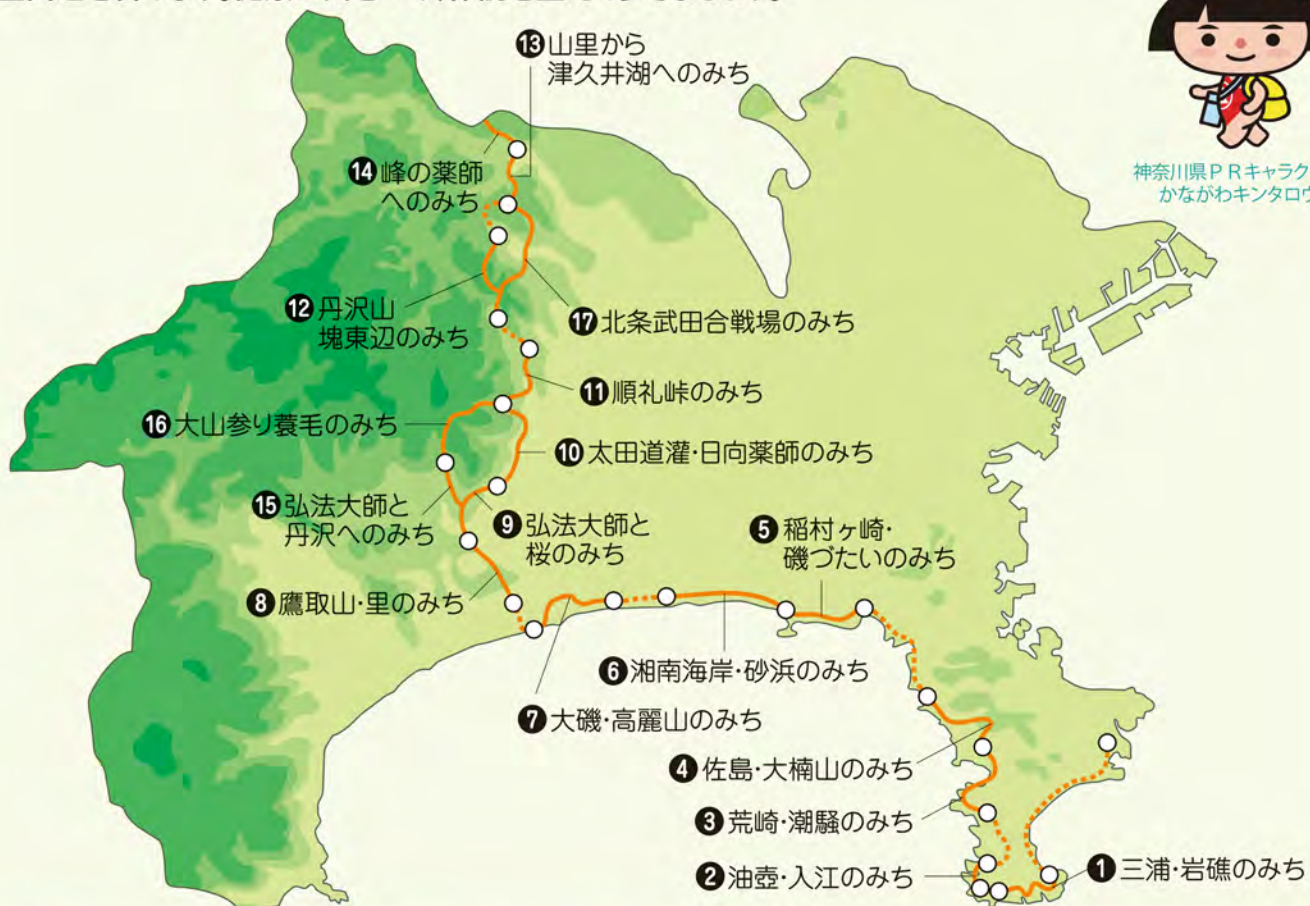 ⓭山里から
津久井湖へのみち
神奈川県PRキャラク
かながわキンタロウ
⓮峰の薬師
へのみち
⓬丹沢山
塊東辺のみち
⓱北条武田合戦場のみち
⓫順礼峠のみち
⓰大山参り蓑毛のみち
❿太田道灌・日向薬師のみち
⓯弘法大師と
丹沢へのみち
❾弘法大師と
桜のみち
❺稲村ヶ崎・
磯づたいのみち
❽鷹取山・里のみち
❻湘南海岸・砂浜のみち
❼大磯・高麗山のみち
❹佐島・大楠山のみち
❸荒崎・潮騒のみち
❷油壺・入江のみち
❶三浦・岩礁のみち